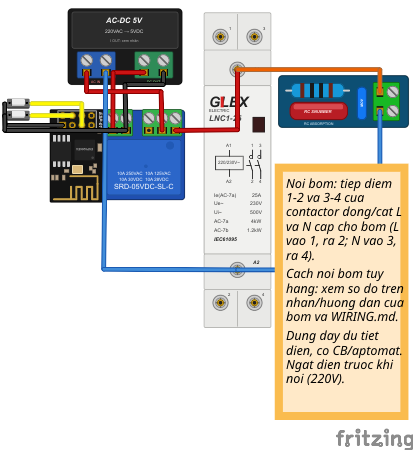 AC-DC 5V
220VAC → 5VDC
GLEX
ELECTRIC
LNC1-25
RC SNUBBER
RC ABSORPTION
A1
1 3
220/230V~
A2
2 4
Ie(AC-7a) 25A
Ue~ 230V
Ui~ 500V
AC-7a 4kW
AC-7b 1.2kW
IEC61095
A2
10A 250VAC 10A 125VAC
10A 30VDC 10A 28VDC
SRD-05VDC-SL-C
Noi bom: tiep diem
1-2 va 3-4 cua
contactor dong/cat L
va N cap cho bom (L
vao 1, ra 2; N vao 3,
ra 4).
Cach noi bom tuy
hang: xem so do tren
nhan/huong dan cua
bom va WIRING.md.
Dung day du tiet
dien, co CB/aptomat.
Ngat dien truoc khi
noi (220V).
fritzing